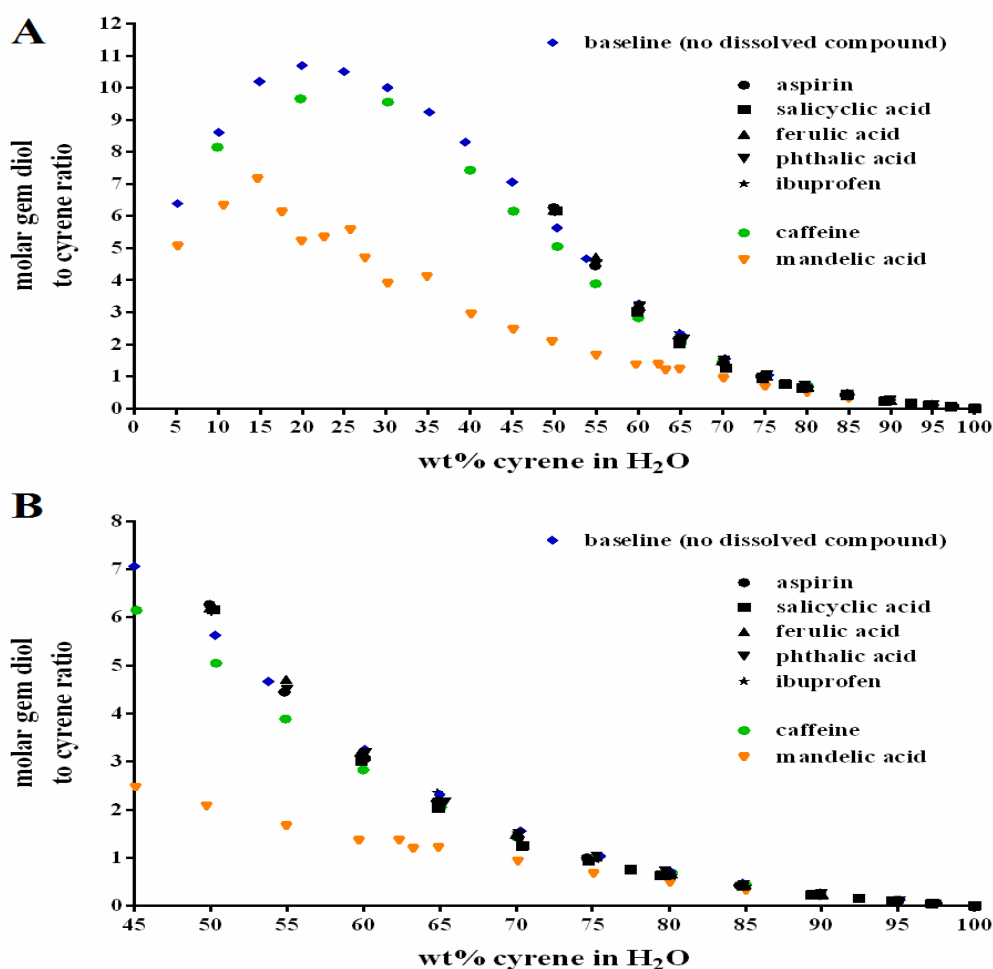 A
molar gem diol
to cyrene ratio
12
11
10
9
8
7
6
5
4
3
2
1
0
baseline (no dissolved compound)
aspirin
salicyclic acid
ferulic acid
phthalic acid
ibuprofen
caffeine
mandelic acid
0 5 10 15 20 25 30 35 40 45 50 55 60 65 70 75 80 85 90 95 100
wt% cyrene in H₂O
B
molar gem diol
to cyrene ratio
8
7
6
5
4
3
2
1
0
baseline (no dissolved compound)
aspirin
salicyclic acid
ferulic acid
phthalic acid
ibuprofen
caffeine
mandelic acid
45 50 55 60 65 70 75 80 85 90 95 100
wt% cyrene in H₂O